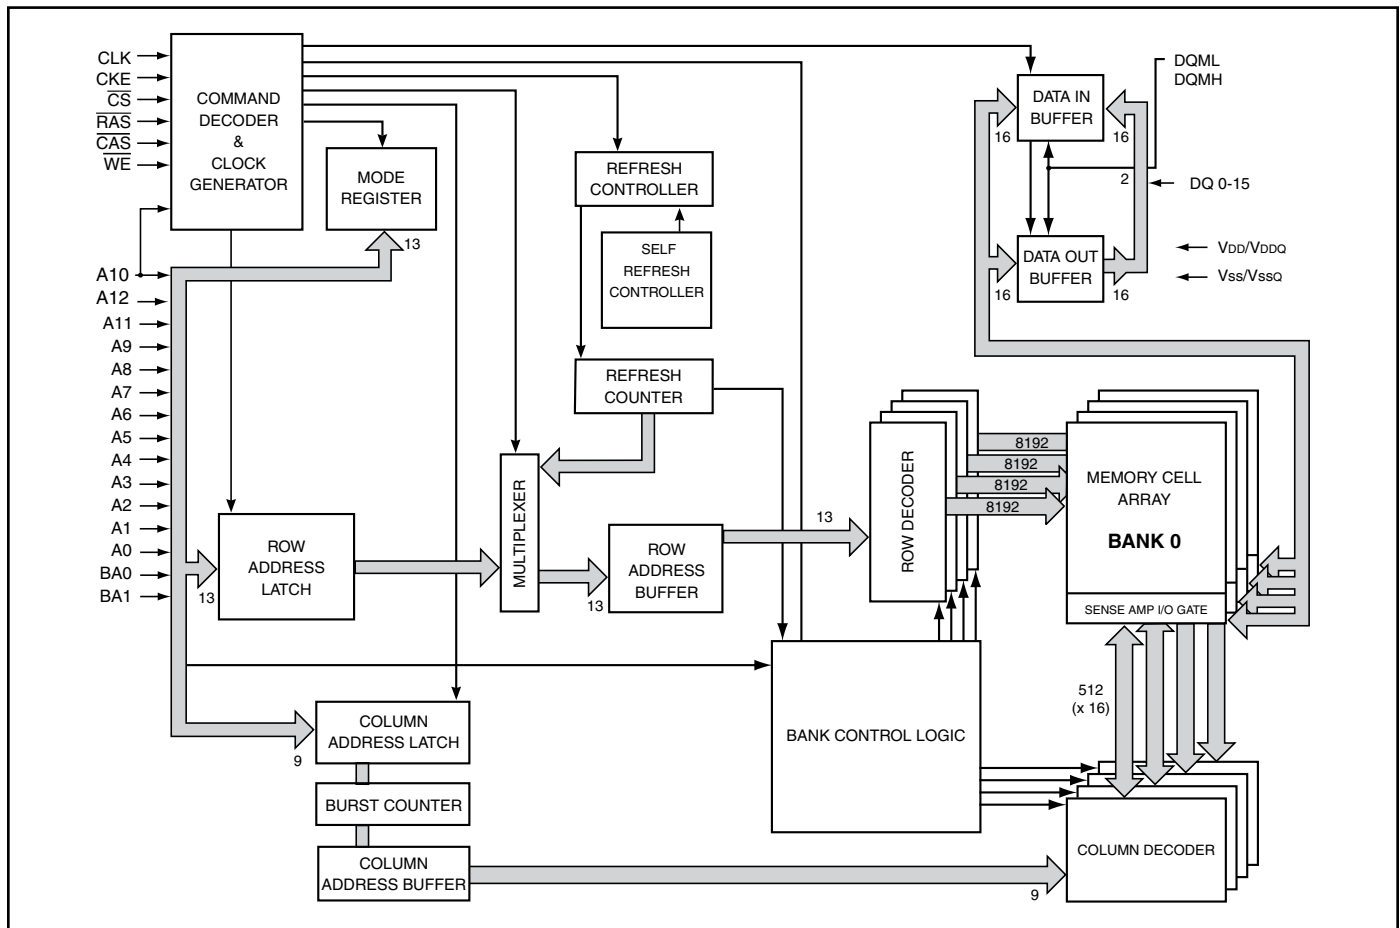 CLK
CKE
CS
RAS
CAS
WE
A10
A12
A11
A9
A8
A7
A6
A5
A4
A3
A2
A1
A0
BA0
BA1
COMMAND
DECODER
&
CLOCK
GENERATOR
MODE
REGISTER
13
REFRESH
CONTROLLER
SELF
REFRESH
CONTROLLER
REFRESH
COUNTER
DATA IN
BUFFER
16
16
DQML
DQMH
2
DQ 0-15
DATA OUT
BUFFER
16
16
VDD/VDDQ
Vss/VssQ
13
ROW
ADDRESS
LATCH
MULTIPLEXER
13
ROW
ADDRESS
BUFFER
13
ROW DECODER
8192
8192
8192
8192
MEMORY CELL
ARRAY
BANK 0
SENSE AMP I/O GATE
BANK CONTROL LOGIC
512
(x 16)
9
COLUMN
ADDRESS LATCH
BURST COUNTER
COLUMN
ADDRESS BUFFER
9
COLUMN DECODER